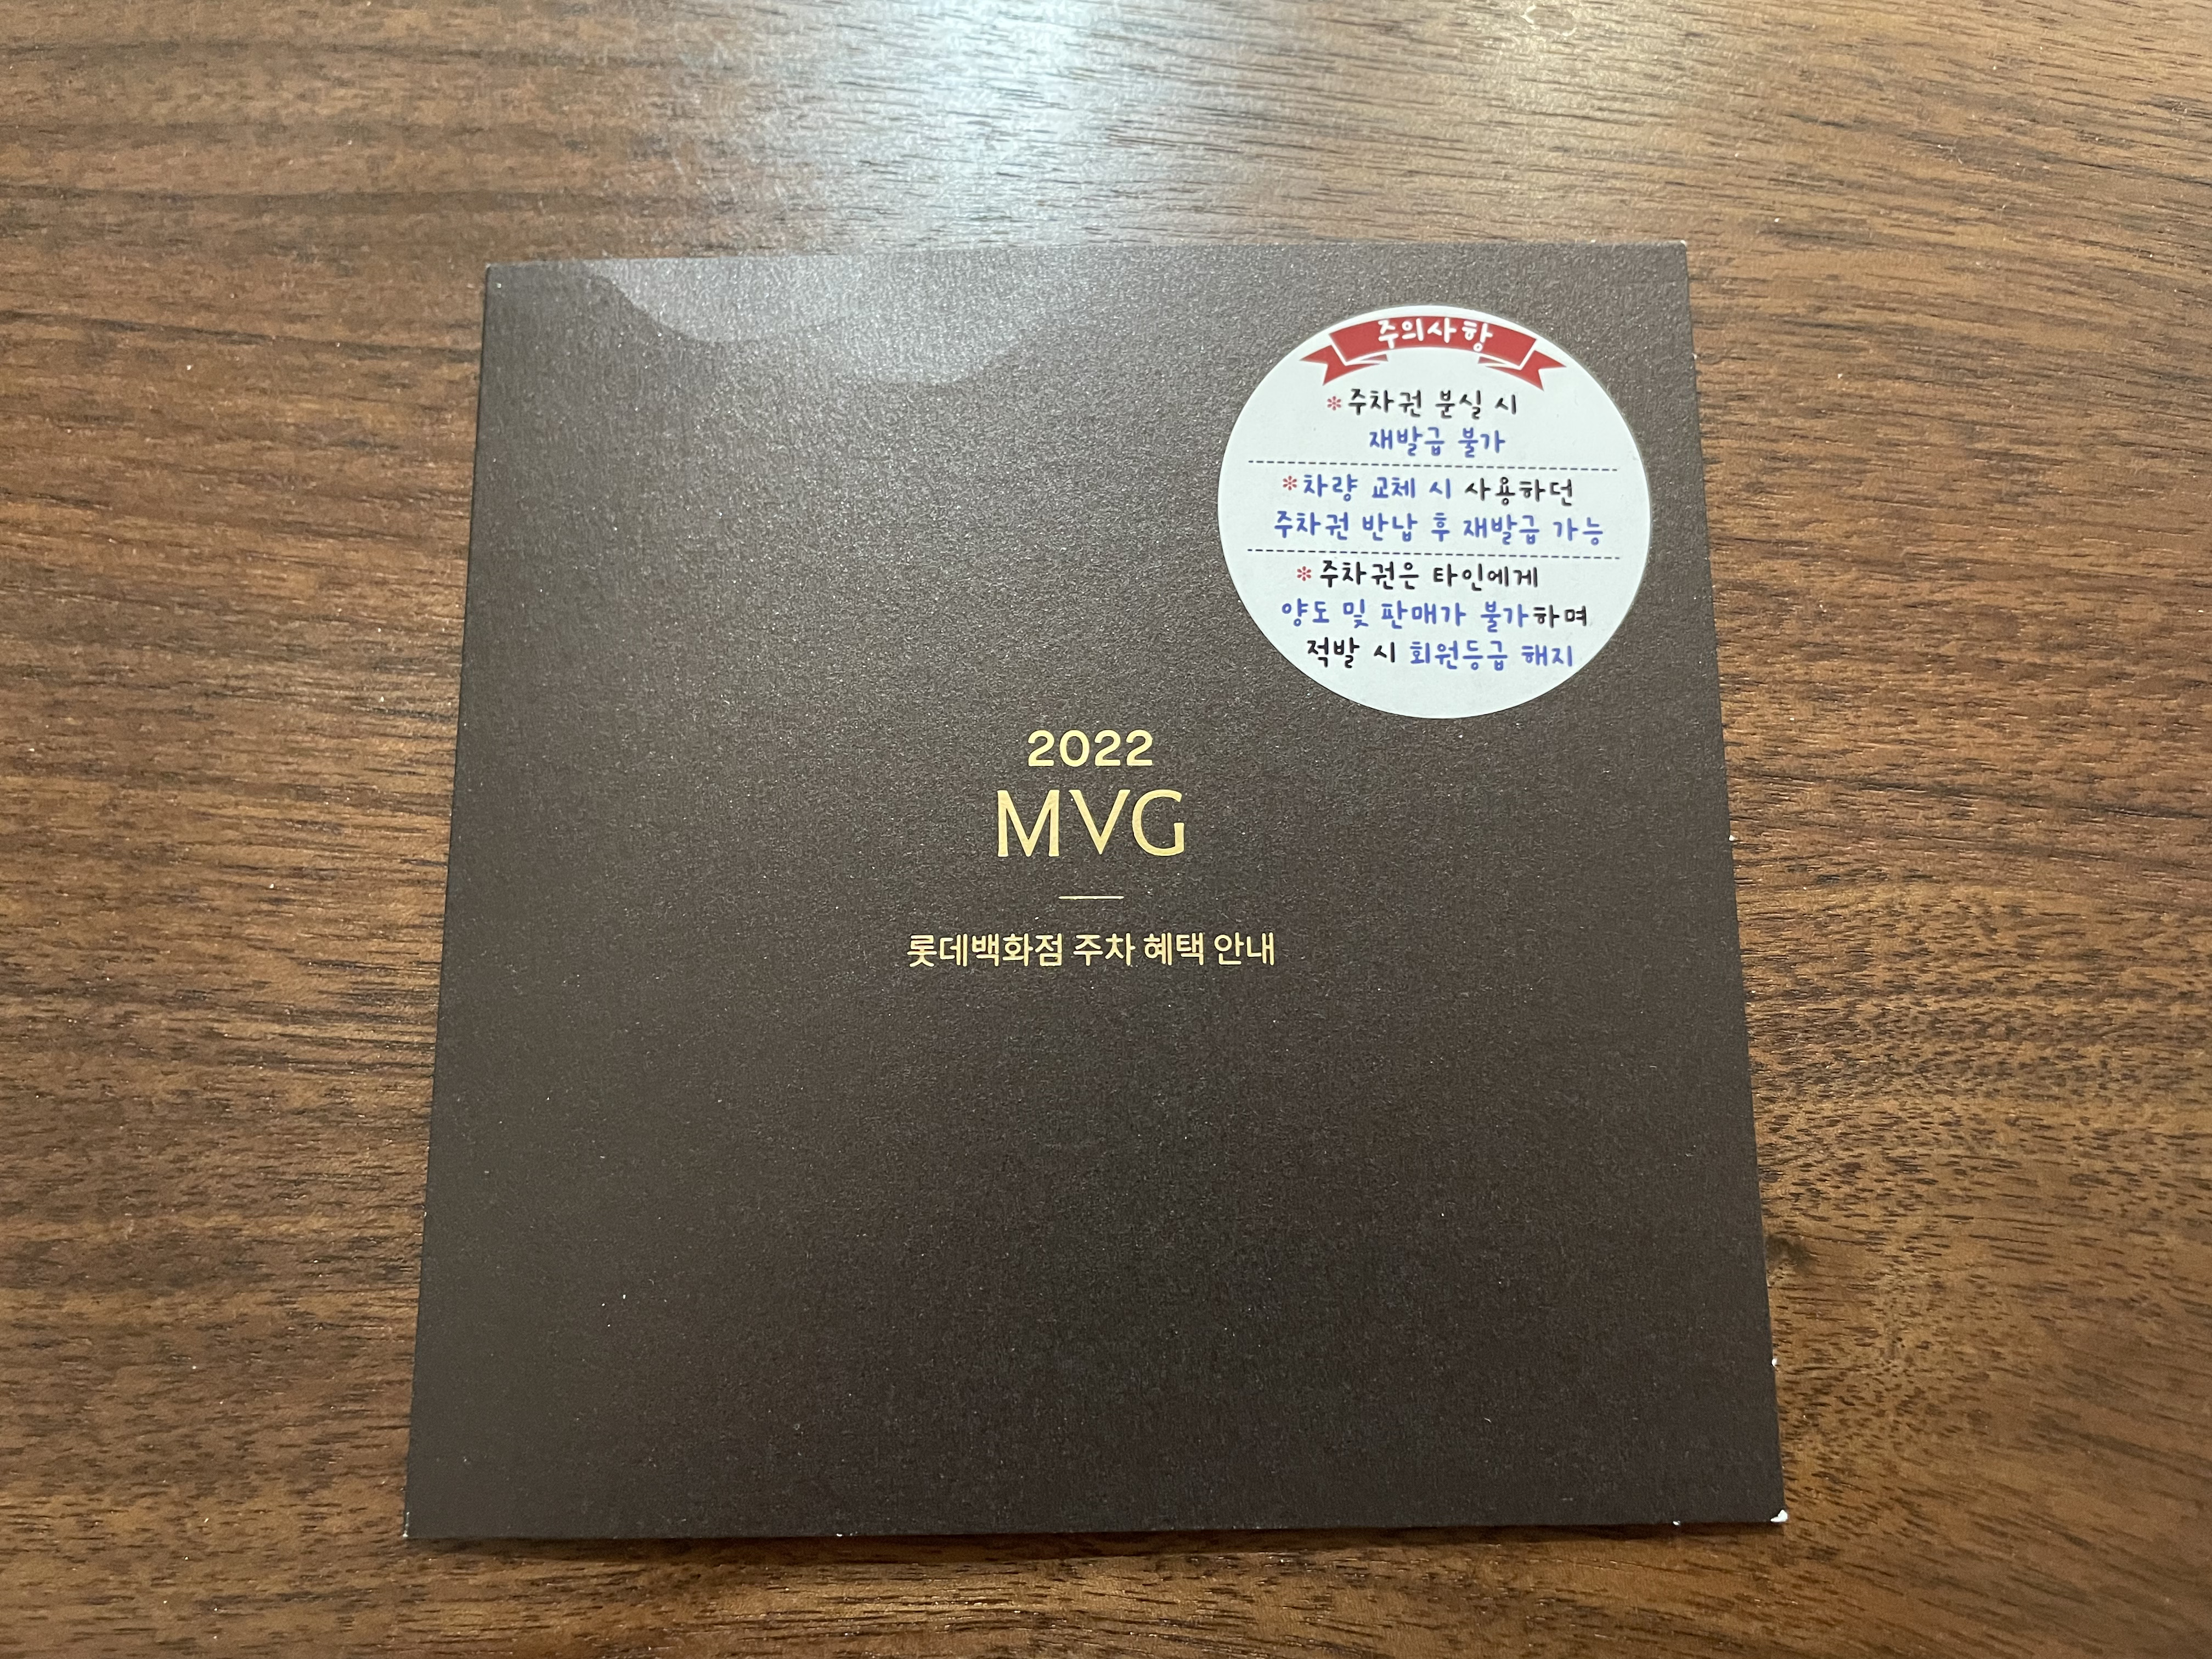 주의사항
*주차권 분실 시
재발급 불가
*차량 교체 시 사용하던
주차권 반납 후 재발급 가능
*주차권은 타인에게
양도 및 판매가 불가하며
적발 시 회원등급 해지
2022
MVG
롯데백화점 주차 혜택 안내